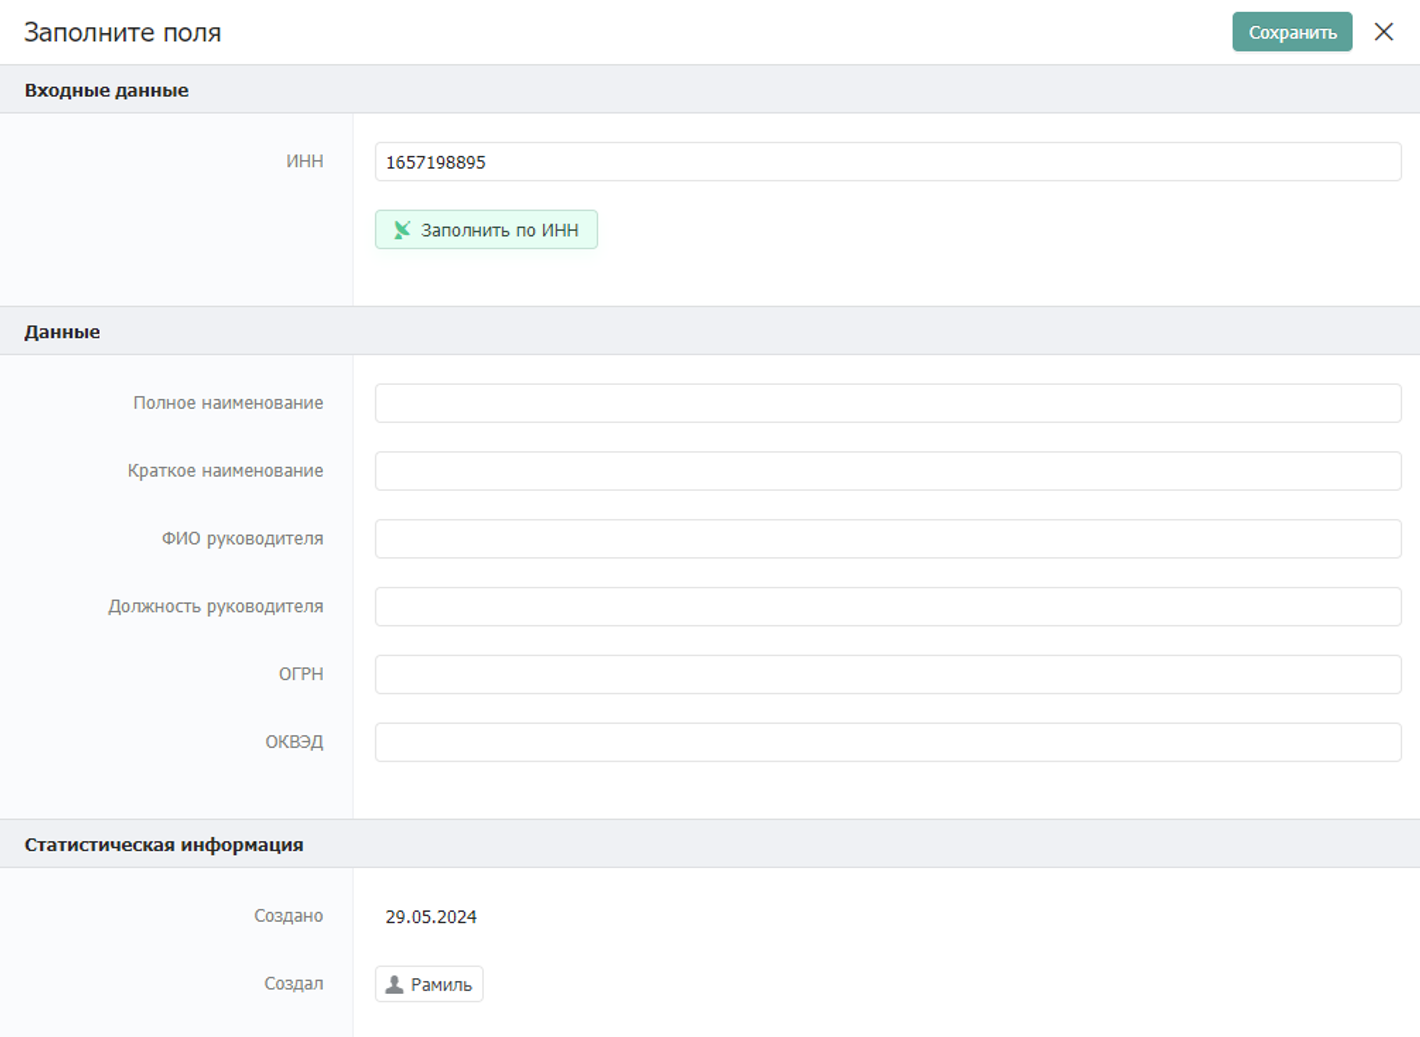 Заполните поля
Сохранить
Входные данные
ИНН
1657198895
Заполнить по ИНН
Данные
Полное наименование
Краткое наименование
ФИО руководителя
Должность руководителя
ОГРН
ОКВЭД
Статистическая информация
Создано
29.05.2024
Создал
Рамиль